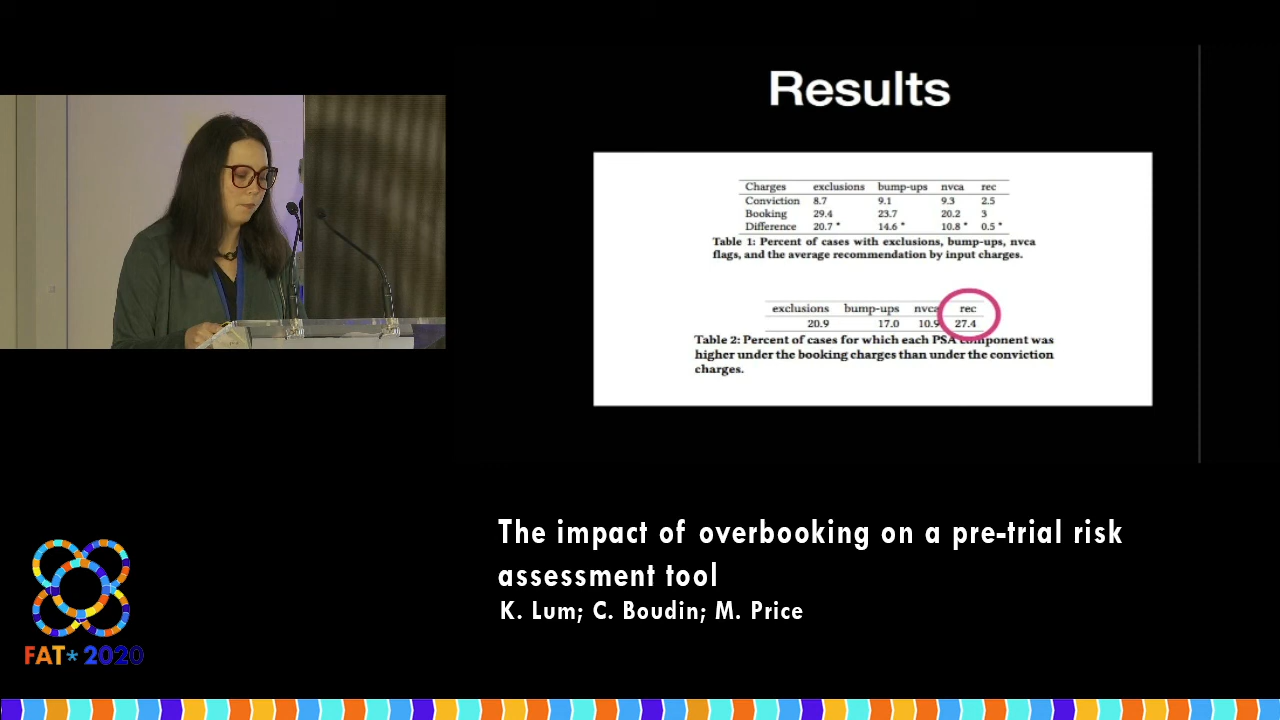 Results
Charges exclusions bump-ups nvca rec
Conviction 8.7 9.1 9.3 2.5
Booking 29.4 23.7 20.2 3
Difference 20.7 * 14.6 * 10.8 * 0.5 *
Table 1: Percent of cases with exclusions, bump-ups, nvca
flags, and the average recommendation by input charges.
exclusions bump-ups nvca rec
20.9 17.0 10.9 27.4
Table 2: Percent of cases for which each PSA component was
higher under the booking charges than under the conviction
charges.
The impact of overbooking on a pre-trial risk
assessment tool
K. Lum; C. Boudin; M. Price
FAT* 2020